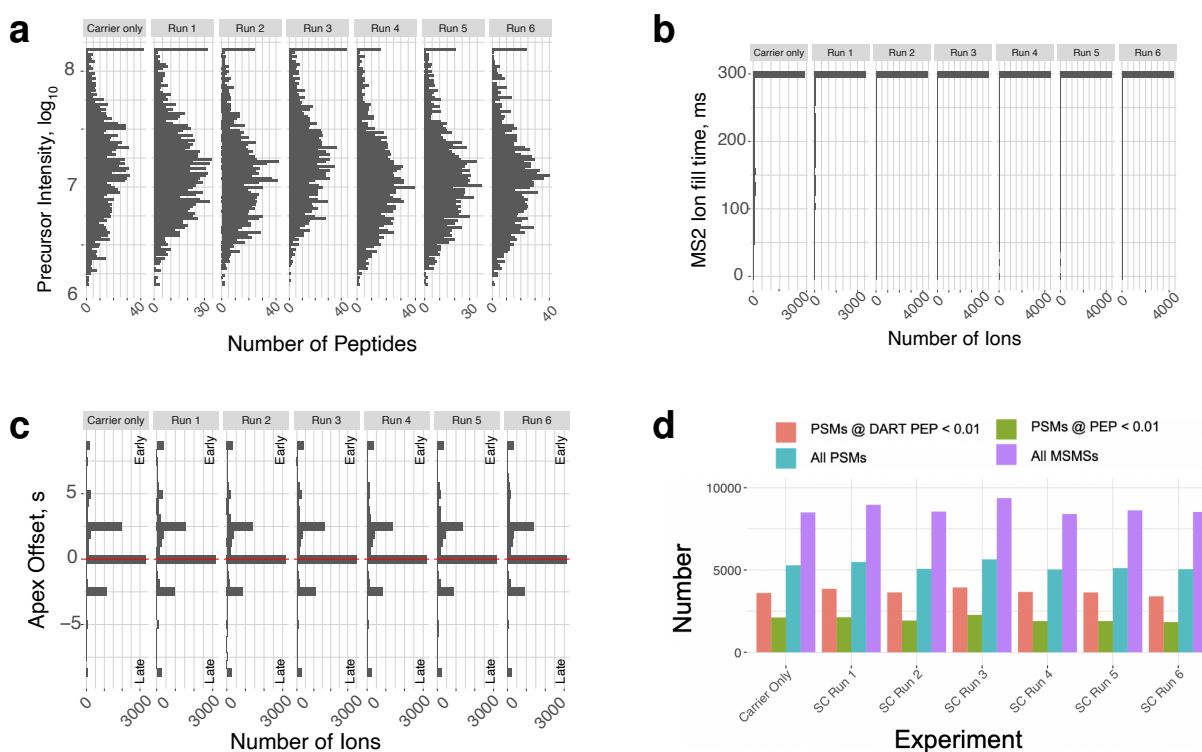 a
Carrier only Run 1 Run 2 Run 3 Run 4 Run 5 Run 6
Precursor Intensity, log10
8
7
6
0 40 0 30 0 40 0 30 0 40 0 30 0 40
Number of Peptides
b
Carrier only Run 1 Run 2 Run 3 Run 4 Run 5 Run 6
MS2 Ion fill time, ms
300
200
100
0
0 3000 0 3000 0 4000 0 4000 0 4000 0 4000 0 4000
Number of Ions
c
Carrier only Run 1 Run 2 Run 3 Run 4 Run 5 Run 6
Early Early Early Early Early Early Early
Apex Offset, s
5
0
−5
Late Late Late Late Late Late Late
0 3000 0 3000 0 3000 0 3000 0 3000 0 3000 0 3000
Number of Ions
d
PSMs @ DART PEP < 0.01 PSMs @ PEP < 0.01
All PSMs All MSMSs
Number
10000
5000
0
Carrier Only SC Run 1 SC Run 2 SC Run 3 SC Run 4 SC Run 5 SC Run 6
Experiment